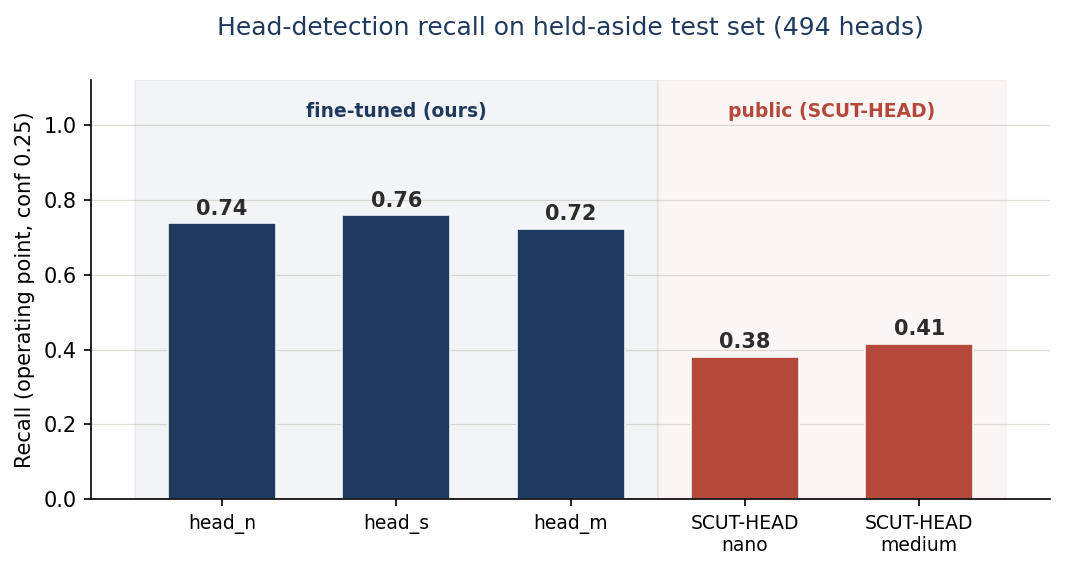 Head-detection recall on held-aside test set (494 heads)
fine-tuned (ours)
public (SCUT-HEAD)
Recall (operating point, conf 0.25)
1.0
0.8
0.6
0.4
0.2
0.0
0.74
0.76
0.72
0.38
0.41
head_n
head_s
head_m
SCUT-HEAD
nano
SCUT-HEAD
medium